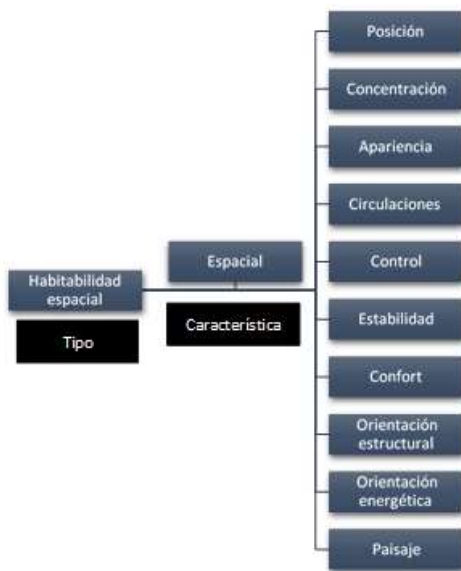 Posición
Concentración
Apariencia
Circulaciones
Espacial
Control
Habitabilidad
espacial
Característica
Tipo
Estabilidad
Confort
Orientación
estructural
Orientación
energética
Paisaje